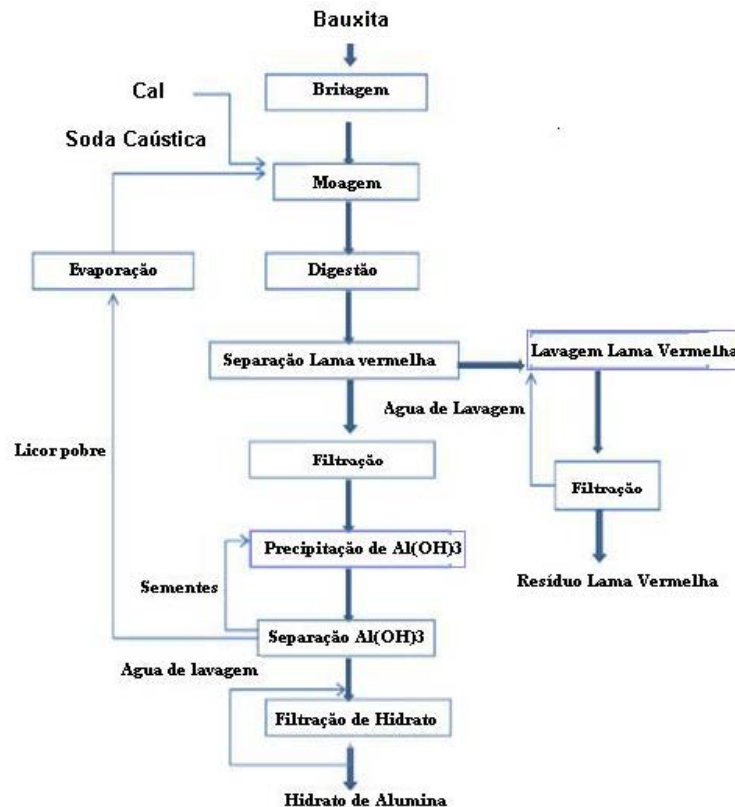 Bauxita
Britagem
Cal
Soda Caústica
Moagem
Evaporação
Digestão
Separação Lama vermelha
Lavagem Lama Vermelha
Agua de Lavagem
Licor pobre
Filtração
Filtração
Precipitação de Al(OH)3
Resíduo Lama Vermelha
Sementes
Separação Al(OH)3
Agua de lavagem
Filtração de Hidrato
Hidrato de Alumina